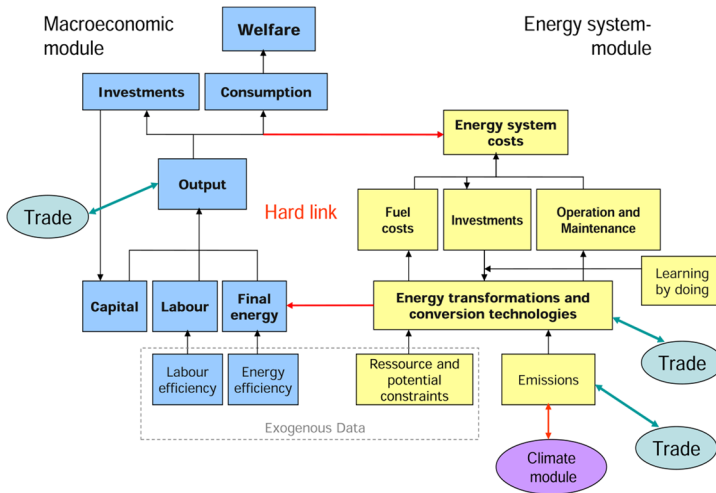 Macroeconomic
module
Welfare
Energy system-
module
Investments
Consumption
Energy system
costs
Output
Trade
Hard link
Fuel
costs
Investments
Operation and
Maintenance
Learning
by doing
Capital
Labour
Final
energy
Energy transformations and
conversion technologies
Labour
efficiency
Energy
efficiency
Ressource and
potential
constraints
Emissions
Trade
Exogenous Data
Climate
module
Trade